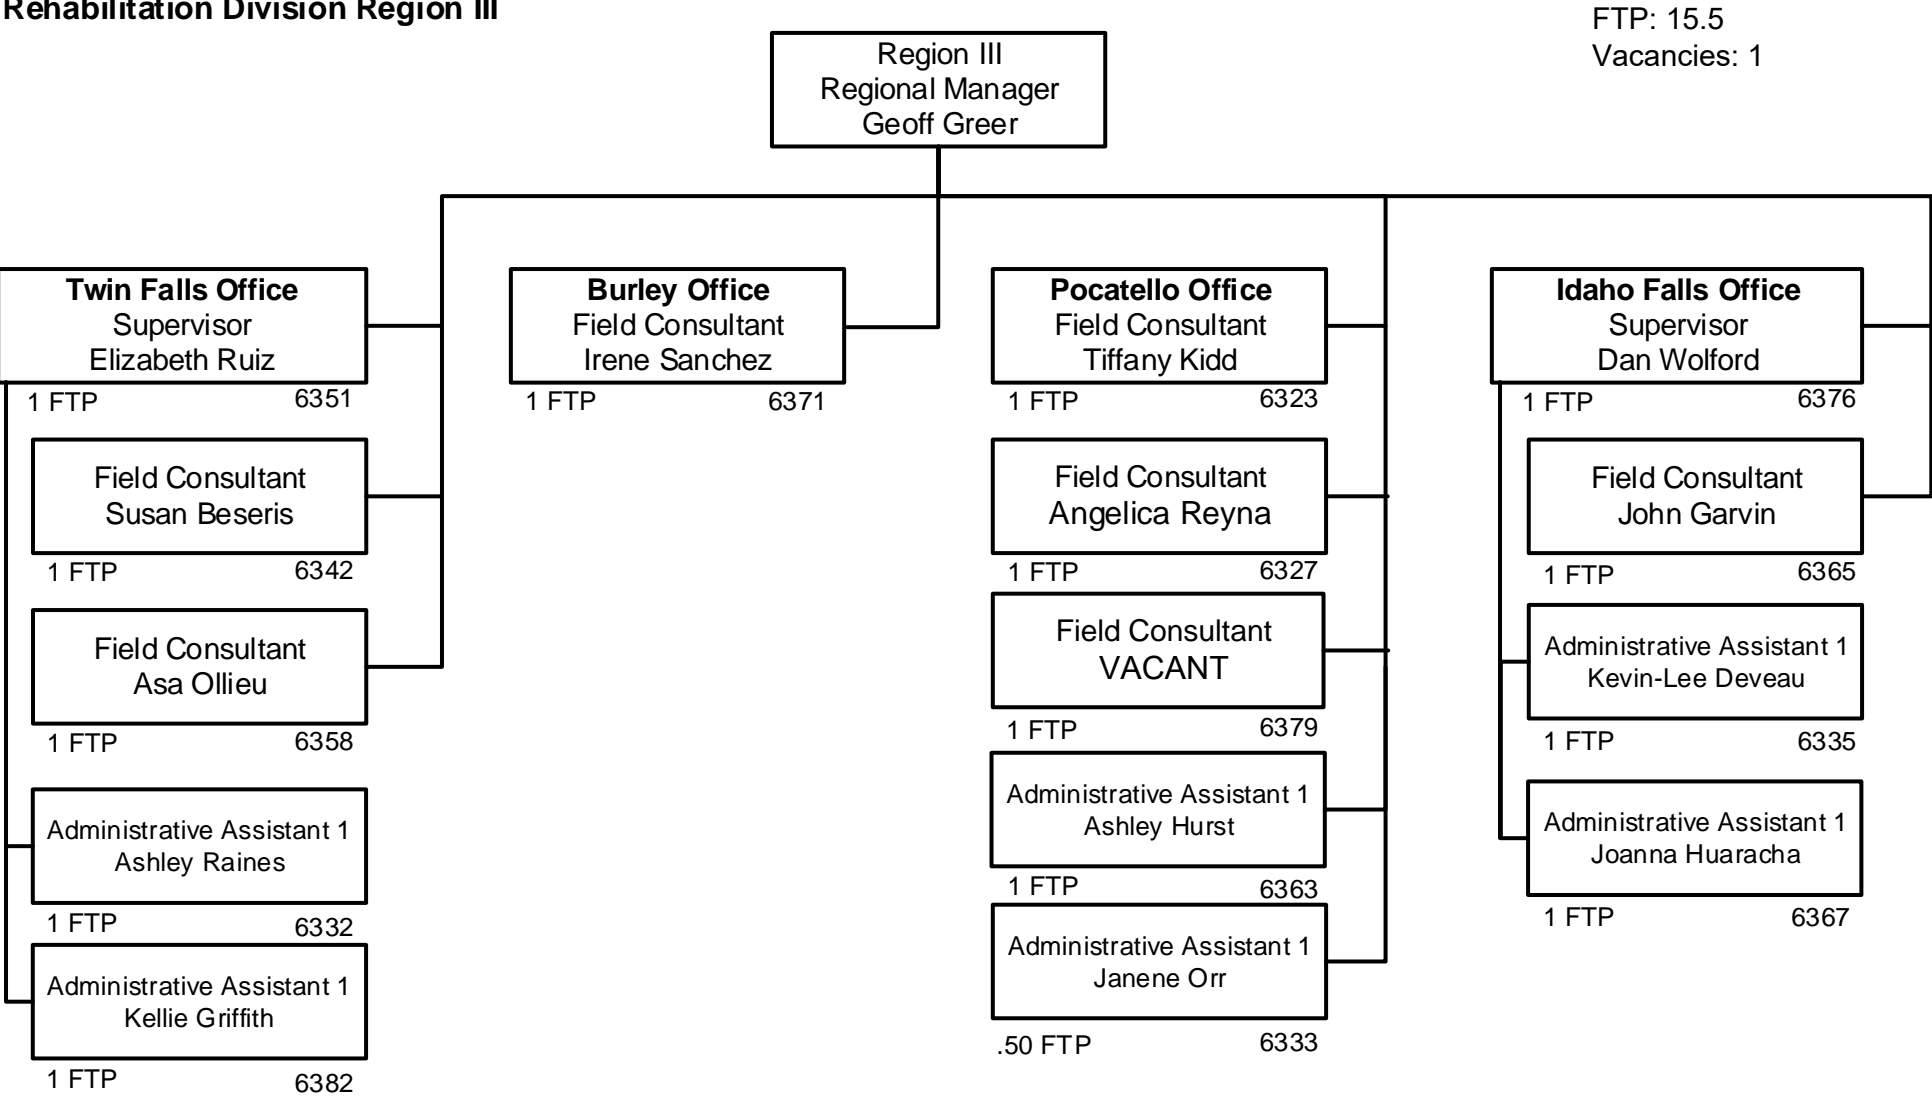 Rehabilitation Division Region III
FTP: 15.5
Vacancies: 1
Region III
Regional Manager
Geoff Greer
Twin Falls Office
Supervisor
Elizabeth Ruiz
1 FTP 6351
Field Consultant
Susan Beseris
1 FTP 6342
Field Consultant
Asa Ollieu
1 FTP 6358
Administrative Assistant 1
Ashley Raines
1 FTP 6332
Administrative Assistant 1
Kellie Griffith
1 FTP 6382
Burley Office
Field Consultant
Irene Sanchez
1 FTP 6371
Pocatello Office
Field Consultant
Tiffany Kidd
1 FTP 6323
Field Consultant
Angelica Reyna
1 FTP 6327
Field Consultant
VACANT
1 FTP 6379
Administrative Assistant 1
Ashley Hurst
1 FTP 6363
Administrative Assistant 1
Janene Orr
.50 FTP 6333
Idaho Falls Office
Supervisor
Dan Wolford
1 FTP 6376
Field Consultant
John Garvin
1 FTP 6365
Administrative Assistant 1
Kevin-Lee Deveau
1 FTP 6335
Administrative Assistant 1
Joanna Huaracha
1 FTP 6367